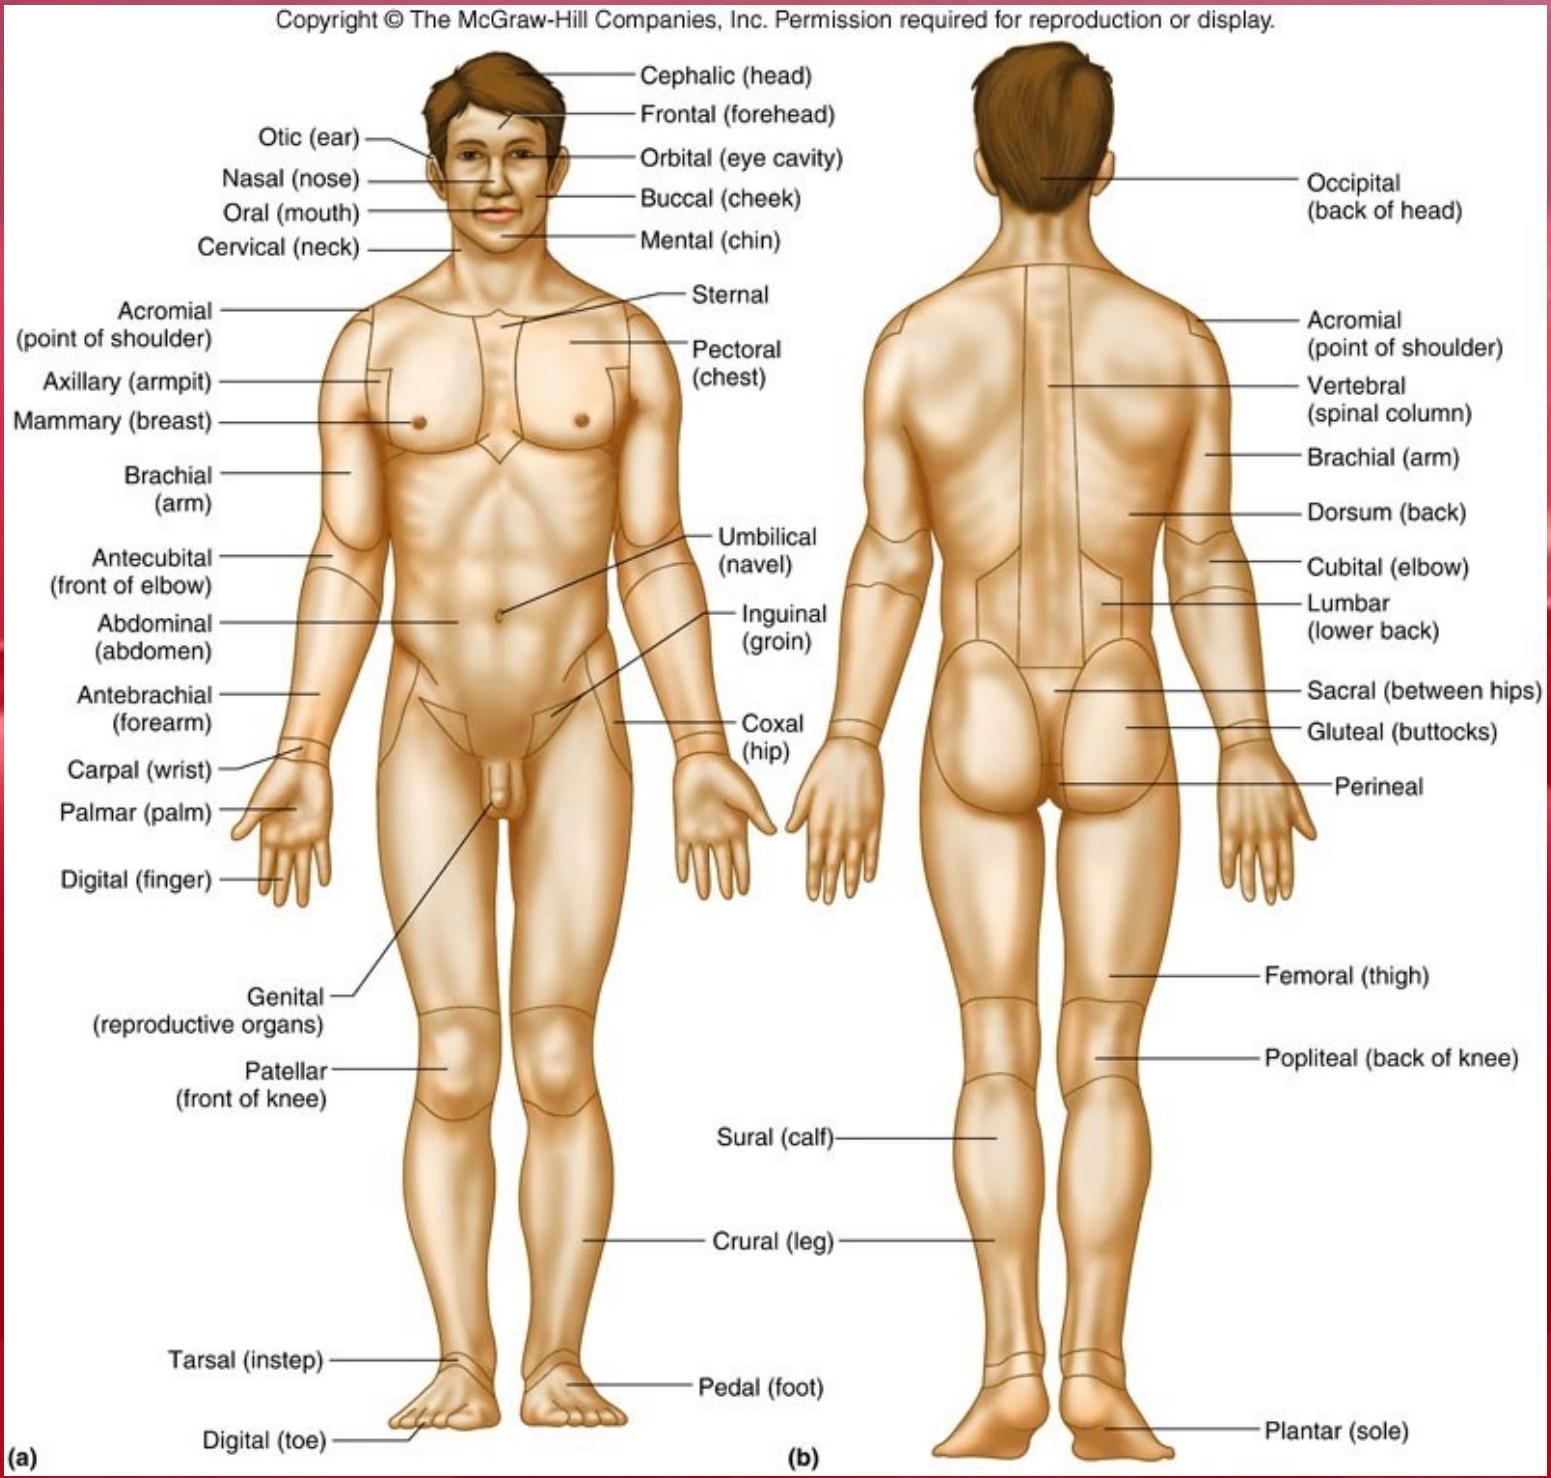 Copyright © The McGraw-Hill Companies, Inc. Permission required for reproduction or display.
Cephalic (head)
Frontal (forehead)
Otic (ear)
Orbital (eye cavity)
Nasal (nose)
Buccal (cheek)
Oral (mouth)
Mental (chin)
Cervical (neck)
Sternal
Acromial
(point of shoulder)
Pectoral
(chest)
Axillary (armpit)
Mammary (breast)
Brachial
(arm)
Umbilical
(navel)
Antecubital
(front of elbow)
Inguinal
(groin)
Abdominal
(abdomen)
Antebrachial
(forearm)
Coxal
(hip)
Carpal (wrist)
Palmar (palm)
Digital (finger)
Genital
(reproductive organs)
Patellar
(front of knee)
Sural (calf)
Crural (leg)
Tarsal (instep)
Pedal (foot)
Digital (toe)
(a)
Occipital
(back of head)
Acromial
(point of shoulder)
Vertebral
(spinal column)
Brachial (arm)
Dorsum (back)
Cubital (elbow)
Lumbar
(lower back)
Sacral (between hips)
Gluteal (buttocks)
Perineal
Femoral (thigh)
Popliteal (back of knee)
Plantar (sole)
(b)